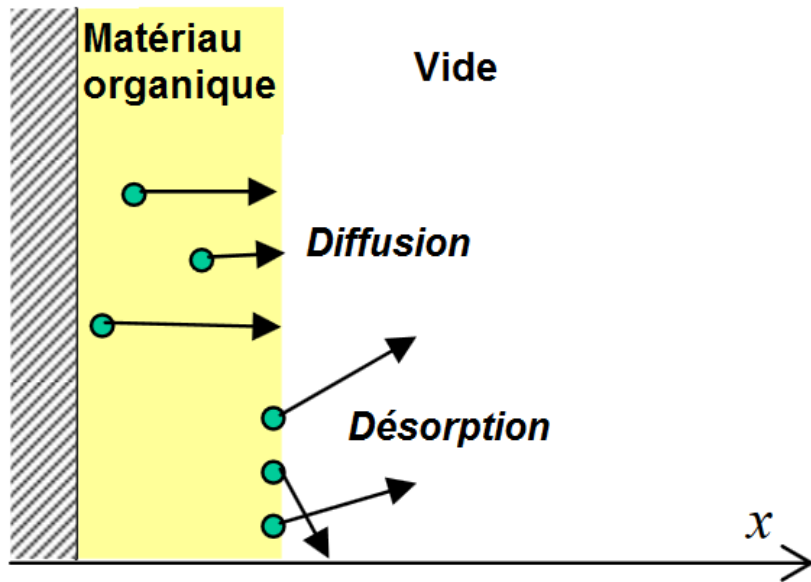 Matériau
organique
Vide
Diffusion
Désorption
x